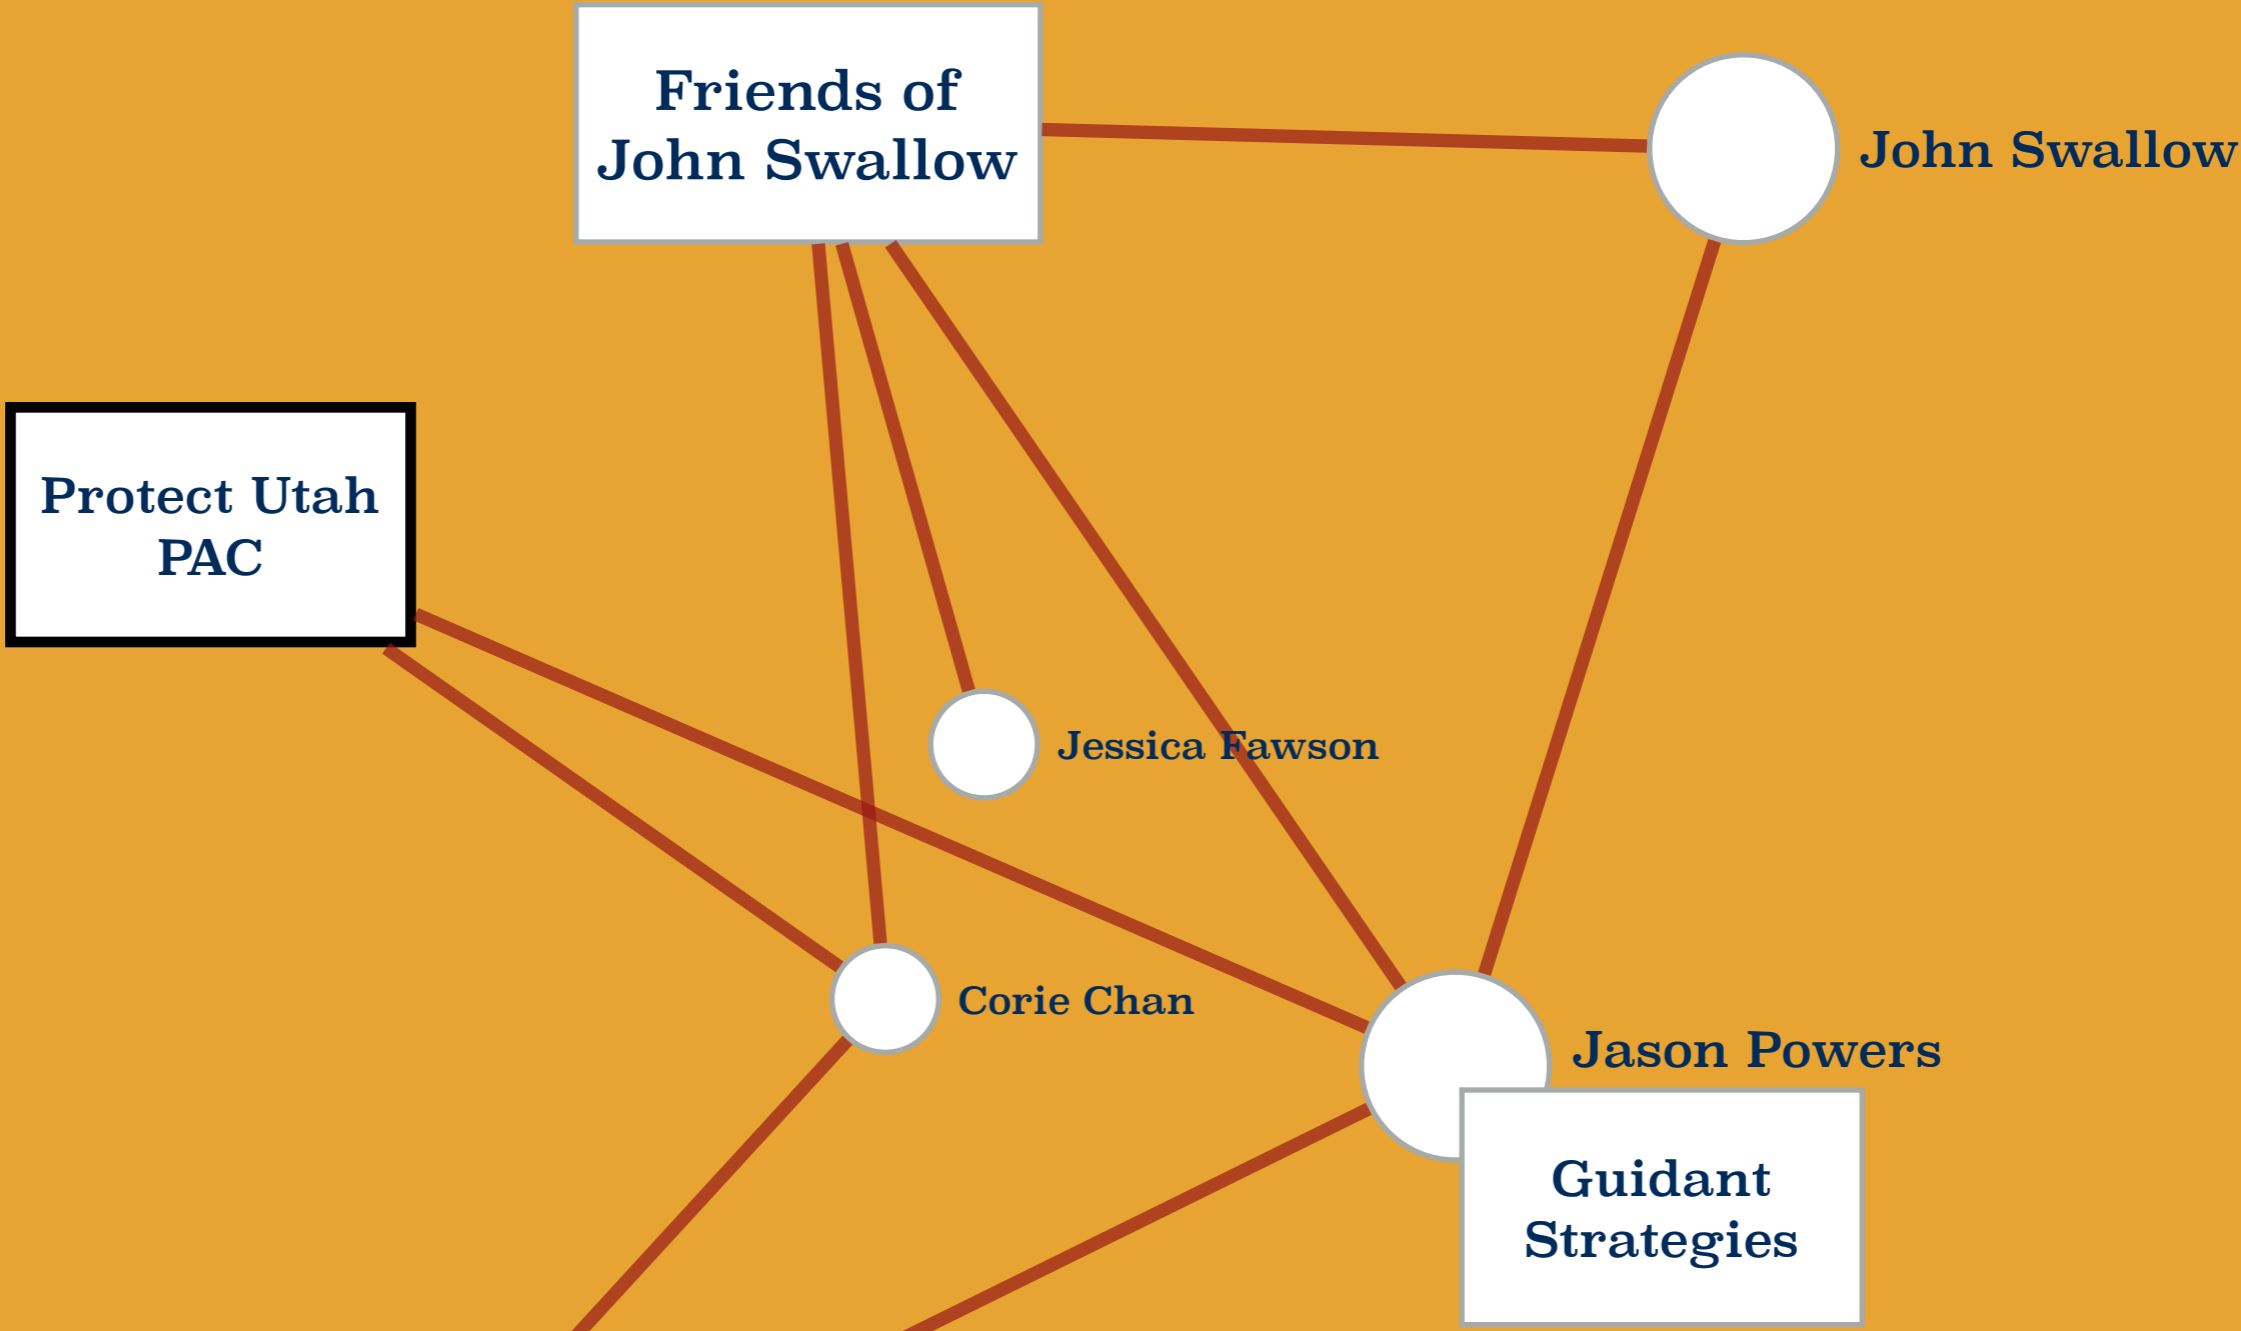 Friends of
John Swallow
John Swallow
Protect Utah
PAC
Jessica Fawson
Corie Chan
Jason Powers
Guidant
Strategies